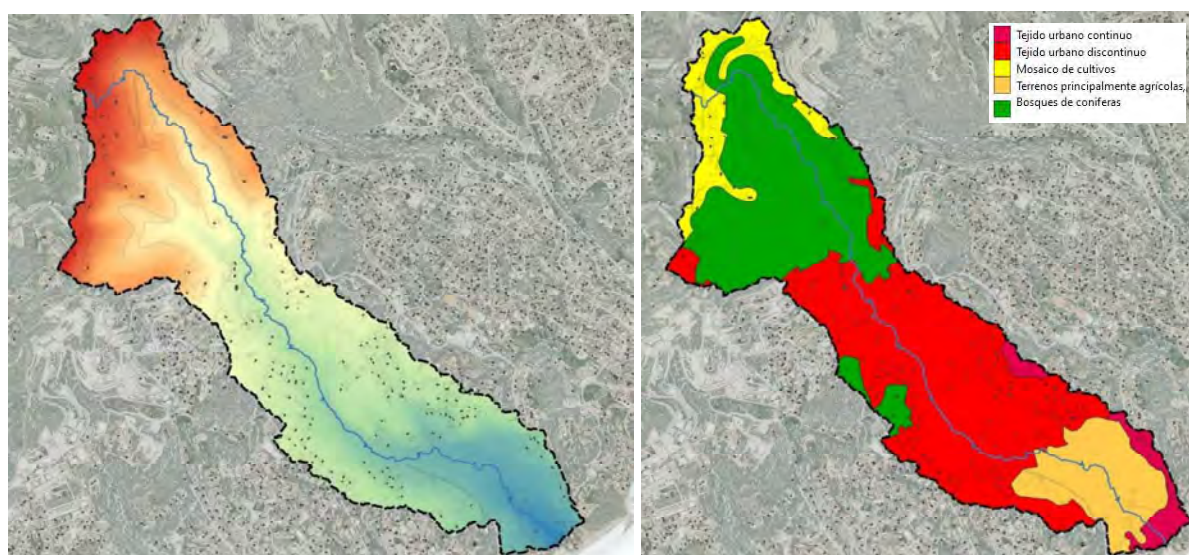 Tejido urbano continuo
Tejido urbano discontinuo
Mosaico de cultivos
Terrenos principalmente agrícolas,
Bosques de coníferas